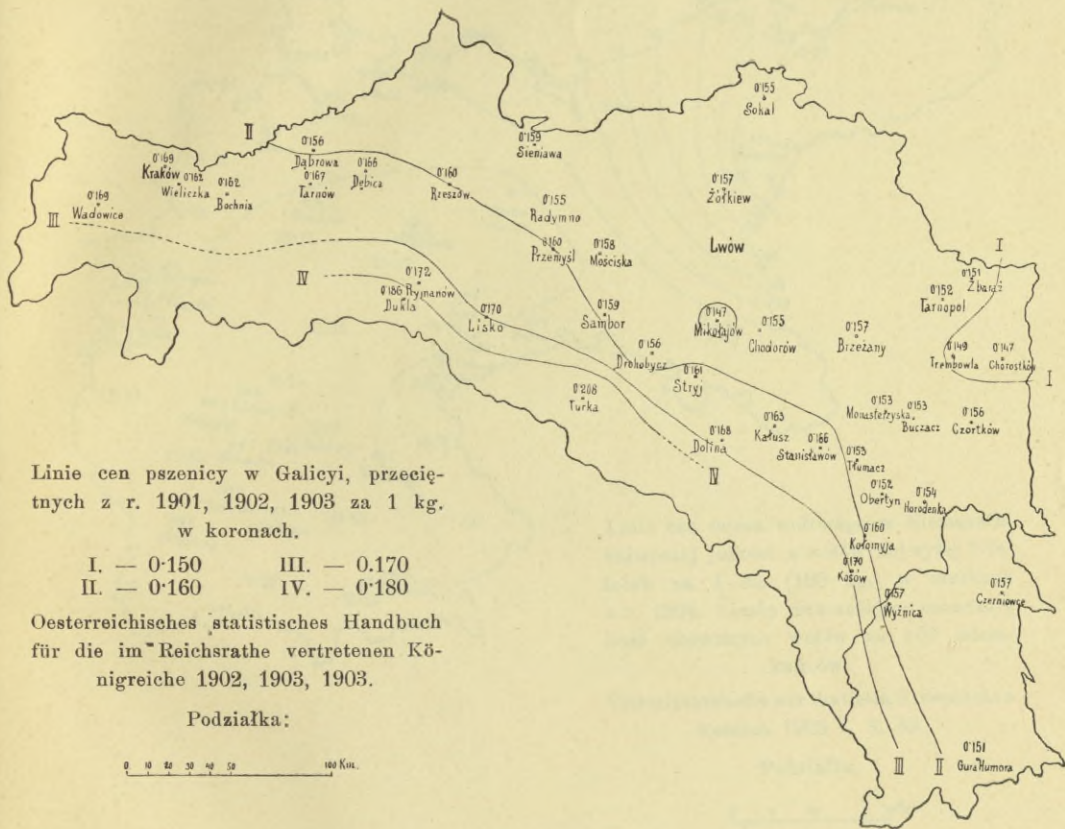 0·155
Sokal
II
0·159
Sieniawa
0·156
Dąbrowa
0·169
Kraków
0·162
Wieliczka
0·162
Bochnia
0·167
Tarnów
0·166
Dębica
0·160
Rzeszów
0·157
Żółkiew
0·169
Wadowice
III
0·155
Radymno
0·160
Przemyśl
0·158
Mościska
Lwów
I
0·151
Zbaraż
0·152
Tarnopol
IV
0·172
Rymanów
0·186
Dukla
0·170
Lisko
0·159
Sambor
0·147
Mikołajów
0·155
Chodorów
0·157
Brzeżany
0·149
Trembowla
0·147
Chorostków
I
0·156
Drohobycz
0·161
Stryj
0·208
Turka
0·153
Monasterzyska
0·153
Buczacz
0·156
Czortków
0·168
Dolina
0·163
Kałusz
0·166
Stanisławów
0·153
Tłumacz
IV
0·152
Obertyn
0·154
Horodenka
0·160
Kołomyja
0·170
Kosów
0·157
Wyżnica
0·157
Czerniowce
III
II
0·151
Gura Humora
Linie cen pszenicy w Galicyi, przecię-
tnych z r. 1901, 1902, 1903 za 1 kg.
w koronach.
I. — 0·150 III. — 0.170
II. — 0·160 IV. — 0·180
Oesterreichisches statistisches Handbuch
für die im Reichsrathe vertretenen Kö-
nigreiche 1902, 1903, 1903.
Podziałka:
0 10 20 30 40 50 100 Km.